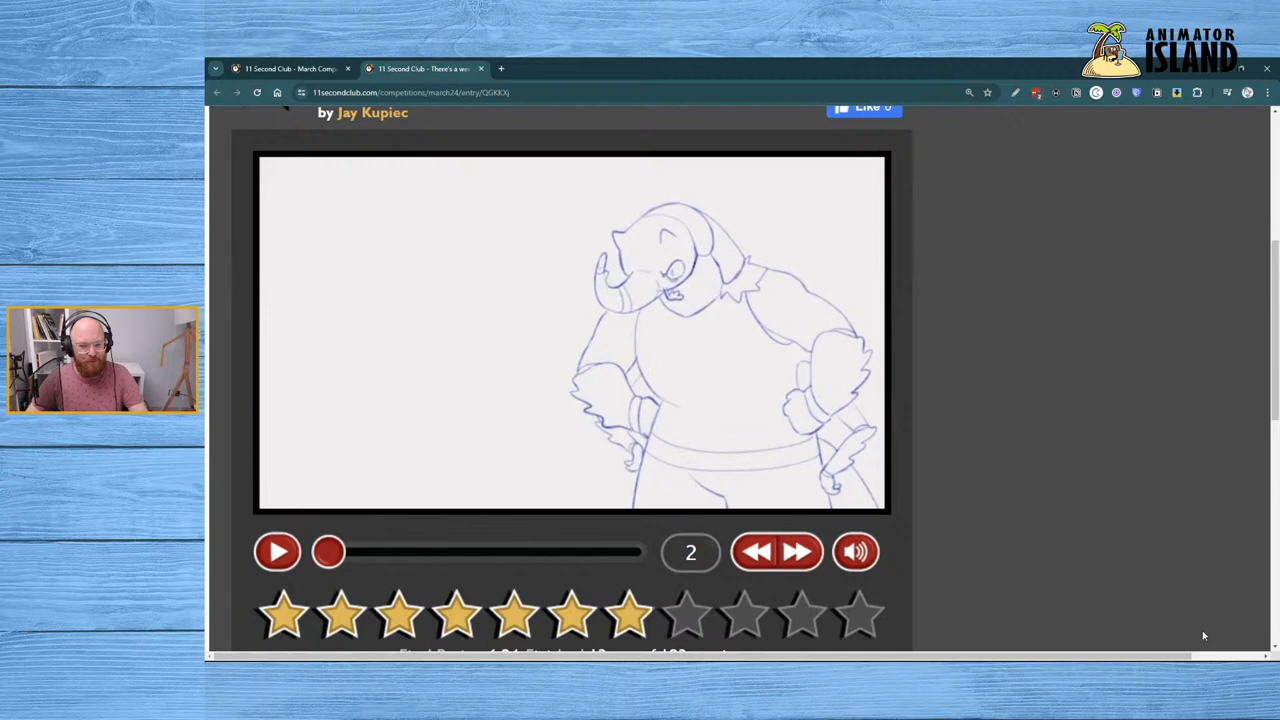 ANIMATOR
ISLAND
11 Second Club - March Comp
11 Second Club - There's a we
11secondclub.com/competitions/march24/entry/QGKKXj
by Jay Kupiec
Like 0
2